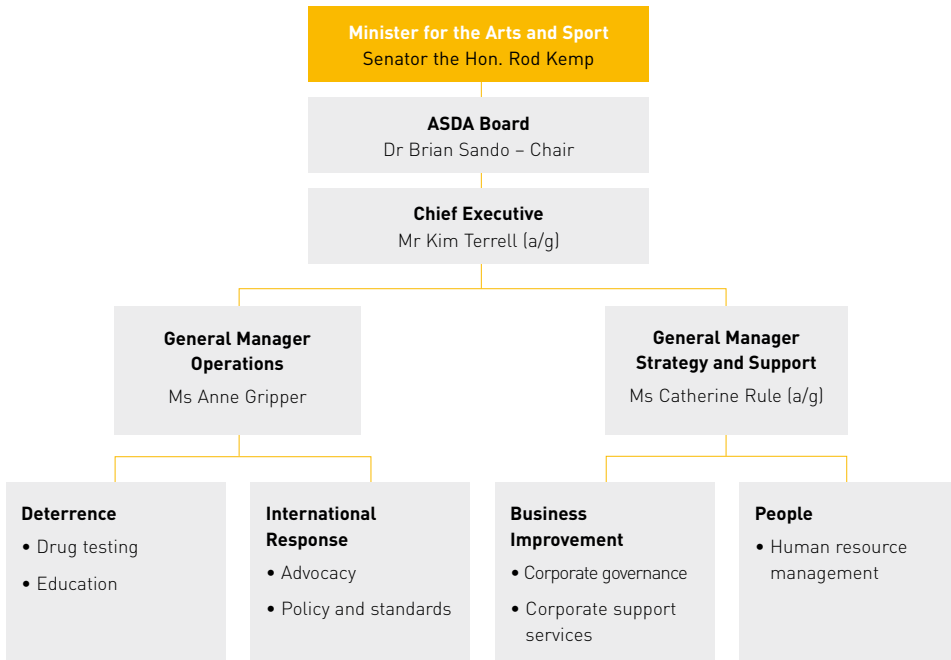 Minister for the Arts and Sport
Senator the Hon. Rod Kemp
ASDA Board
Dr Brian Sando – Chair
Chief Executive
Mr Kim Terrell (a/g)
General Manager
Operations
Ms Anne Gripper
General Manager
Strategy and Support
Ms Catherine Rule (a/g)
Deterrence
• Drug testing
• Education
International
Response
• Advocacy
• Policy and standards
Business
Improvement
• Corporate governance
• Corporate support
services
People
• Human resource
management